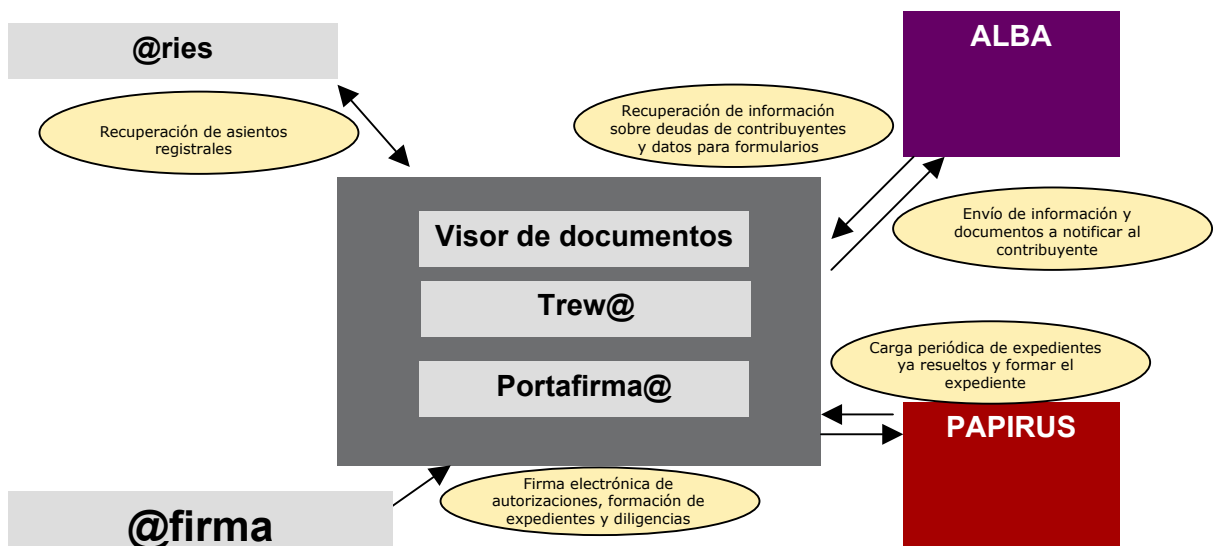 @ries
Recuperación de asientos
registrales
ALBA
Recuperación de información
sobre deudas de contribuyentes
y datos para formularios
Envío de información y
documentos a notificar al
contribuyente
Visor de documentos
Trew@
Portafirma@
Carga periódica de expedientes
ya resueltos y formar el
expediente
PAPIRUS
Firma electrónica de
autorizaciones, formación de
expedientes y diligencias
@firma